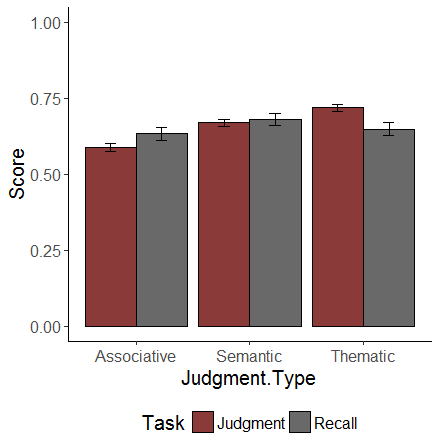 Score
1.00
0.75
0.50
0.25
0.00
Associative Semantic Thematic
Judgment.Type
Task Judgment Recall